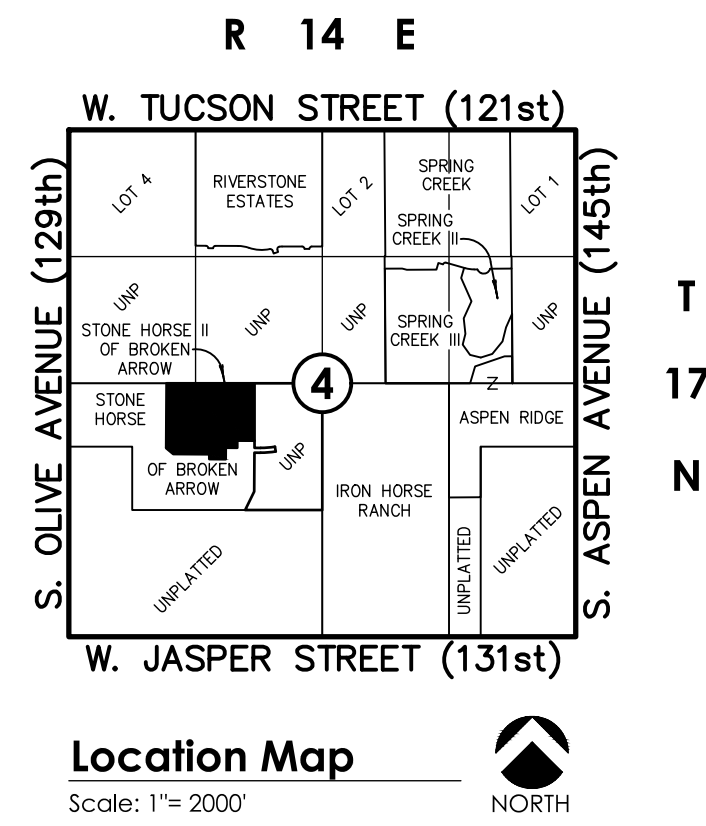 R 14 E
W. TUCSON STREET (121st)
S. OLIVE AVENUE (129th)
S. ASPEN AVENUE (145th)
T
17
N
LOT 4
RIVERSTONE
ESTATES
LOT 2
SPRING
CREEK
LOT 1
SPRING
CREEK II
UNP
UNP
UNP
SPRING
CREEK III
UNP
STONE HORSE II
OF BROKEN
ARROW
4
Z
STONE
HORSE
OF BROKEN
ARROW
UNP
ASPEN RIDGE
IRON HORSE
RANCH
UNPLATTED
UNPLATTED
UNPLATTED
W. JASPER STREET (131st)
Location Map
Scale: 1"= 2000'
NORTH